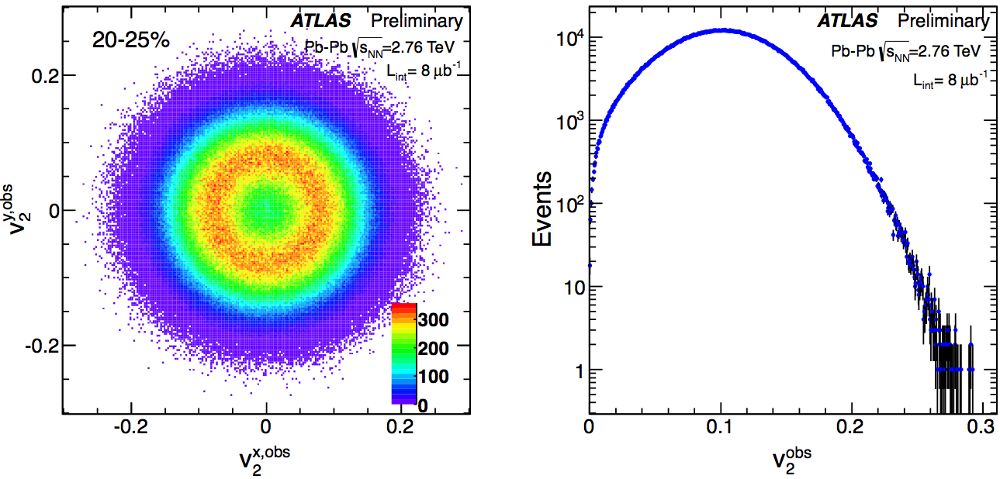 ATLAS Preliminary
20-25%
Pb-Pb √sNN=2.76 TeV
Lint= 8 μb-1
0.2
0
-0.2
v2y,obs
300
200
100
0
-0.2 0 0.2
v2x,obs
ATLAS Preliminary
Pb-Pb √sNN=2.76 TeV
Lint= 8 μb-1
104
103
102
10
1
Events
0 0.1 0.2 0.3
v2obs